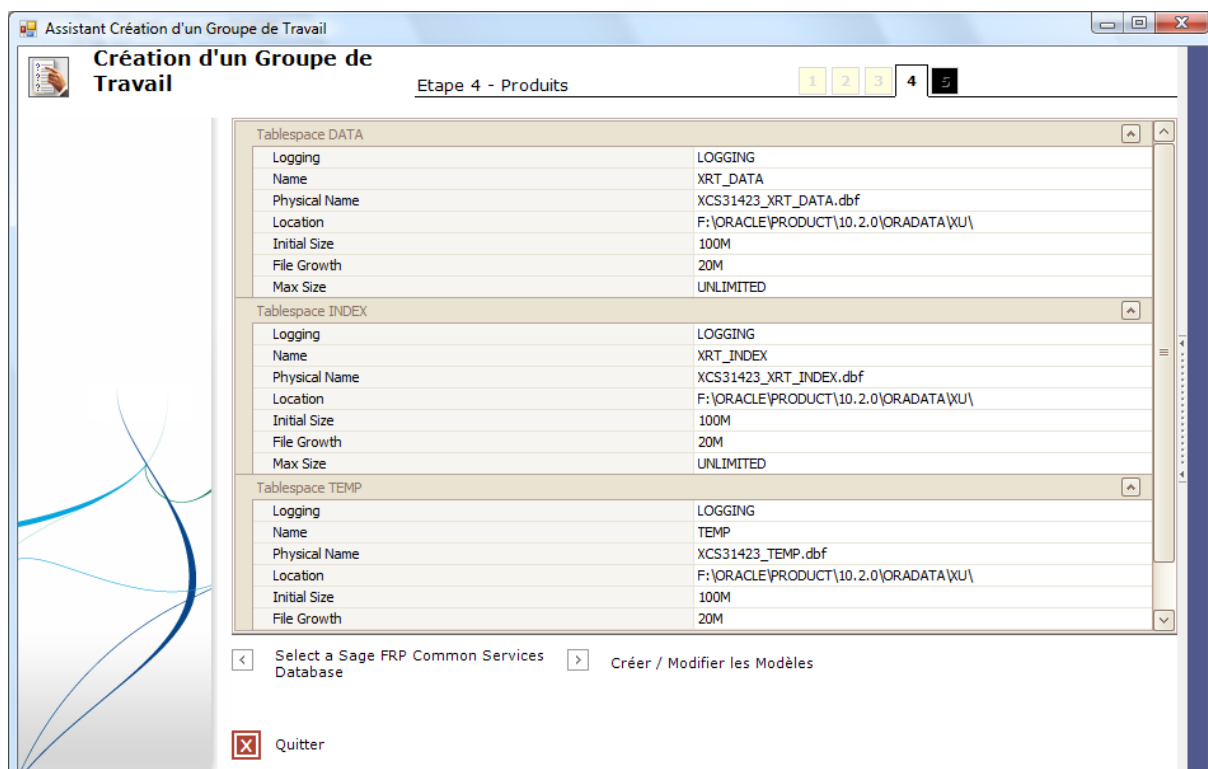 Assistant Création d'un Groupe de Travail
Création d'un Groupe de
Travail
Etape 4 - Produits
1 2 3 4 5
Tablespace DATA
Logging LOGGING
Name XRT_DATA
Physical Name XCS31423_XRT_DATA.dbf
Location F:\ORACLE\PRODUCT\10.2.0\ORADATA\XU\
Initial Size 100M
File Growth 20M
Max Size UNLIMITED
Tablespace INDEX
Logging LOGGING
Name XRT_INDEX
Physical Name XCS31423_XRT_INDEX.dbf
Location F:\ORACLE\PRODUCT\10.2.0\ORADATA\XU\
Initial Size 100M
File Growth 20M
Max Size UNLIMITED
Tablespace TEMP
Logging LOGGING
Name TEMP
Physical Name XCS31423_TEMP.dbf
Location F:\ORACLE\PRODUCT\10.2.0\ORADATA\XU\
Initial Size 100M
File Growth 20M
Select a Sage FRP Common Services
Database
Créer / Modifier les Modèles
Quitter